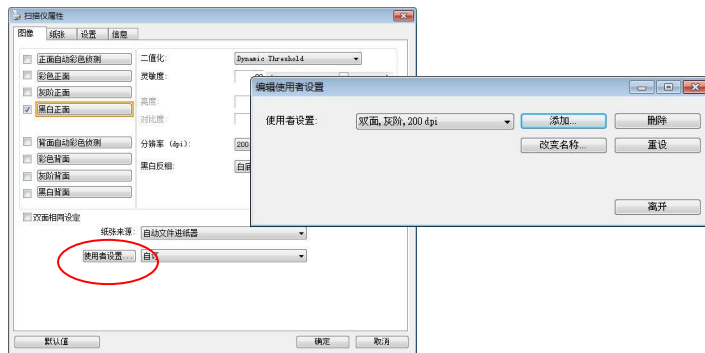 扫描仪属性
图像 纸张 设置 信息
正面自动彩色侦测
彩色正面
灰阶正面
黑白正面
背面自动彩色侦测
彩色背面
灰阶背面
黑白背面
二值化: Dynamic Threshold
灵敏度:
亮度:
对比度:
分辨率 (dpi): 200
黑白反相:
双面相同设定
纸张来源: 自动文件进纸器
使用者设置... 自订
默认值 确定 取消
编辑使用者设置
使用者设置: 双面, 灰阶, 200 dpi 添加... 删除
改变名称... 重设
离开